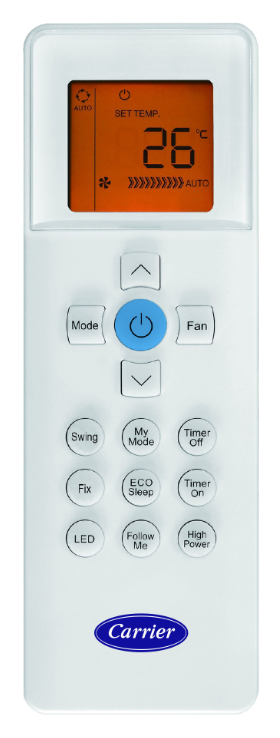 AUTO
SET TEMP.
26 °C
AUTO
Mode
Fan
Swing
My
Mode
Timer
Off
Fix
ECO
Sleep
Timer
On
LED
Follow
Me
High
Power
Carrier